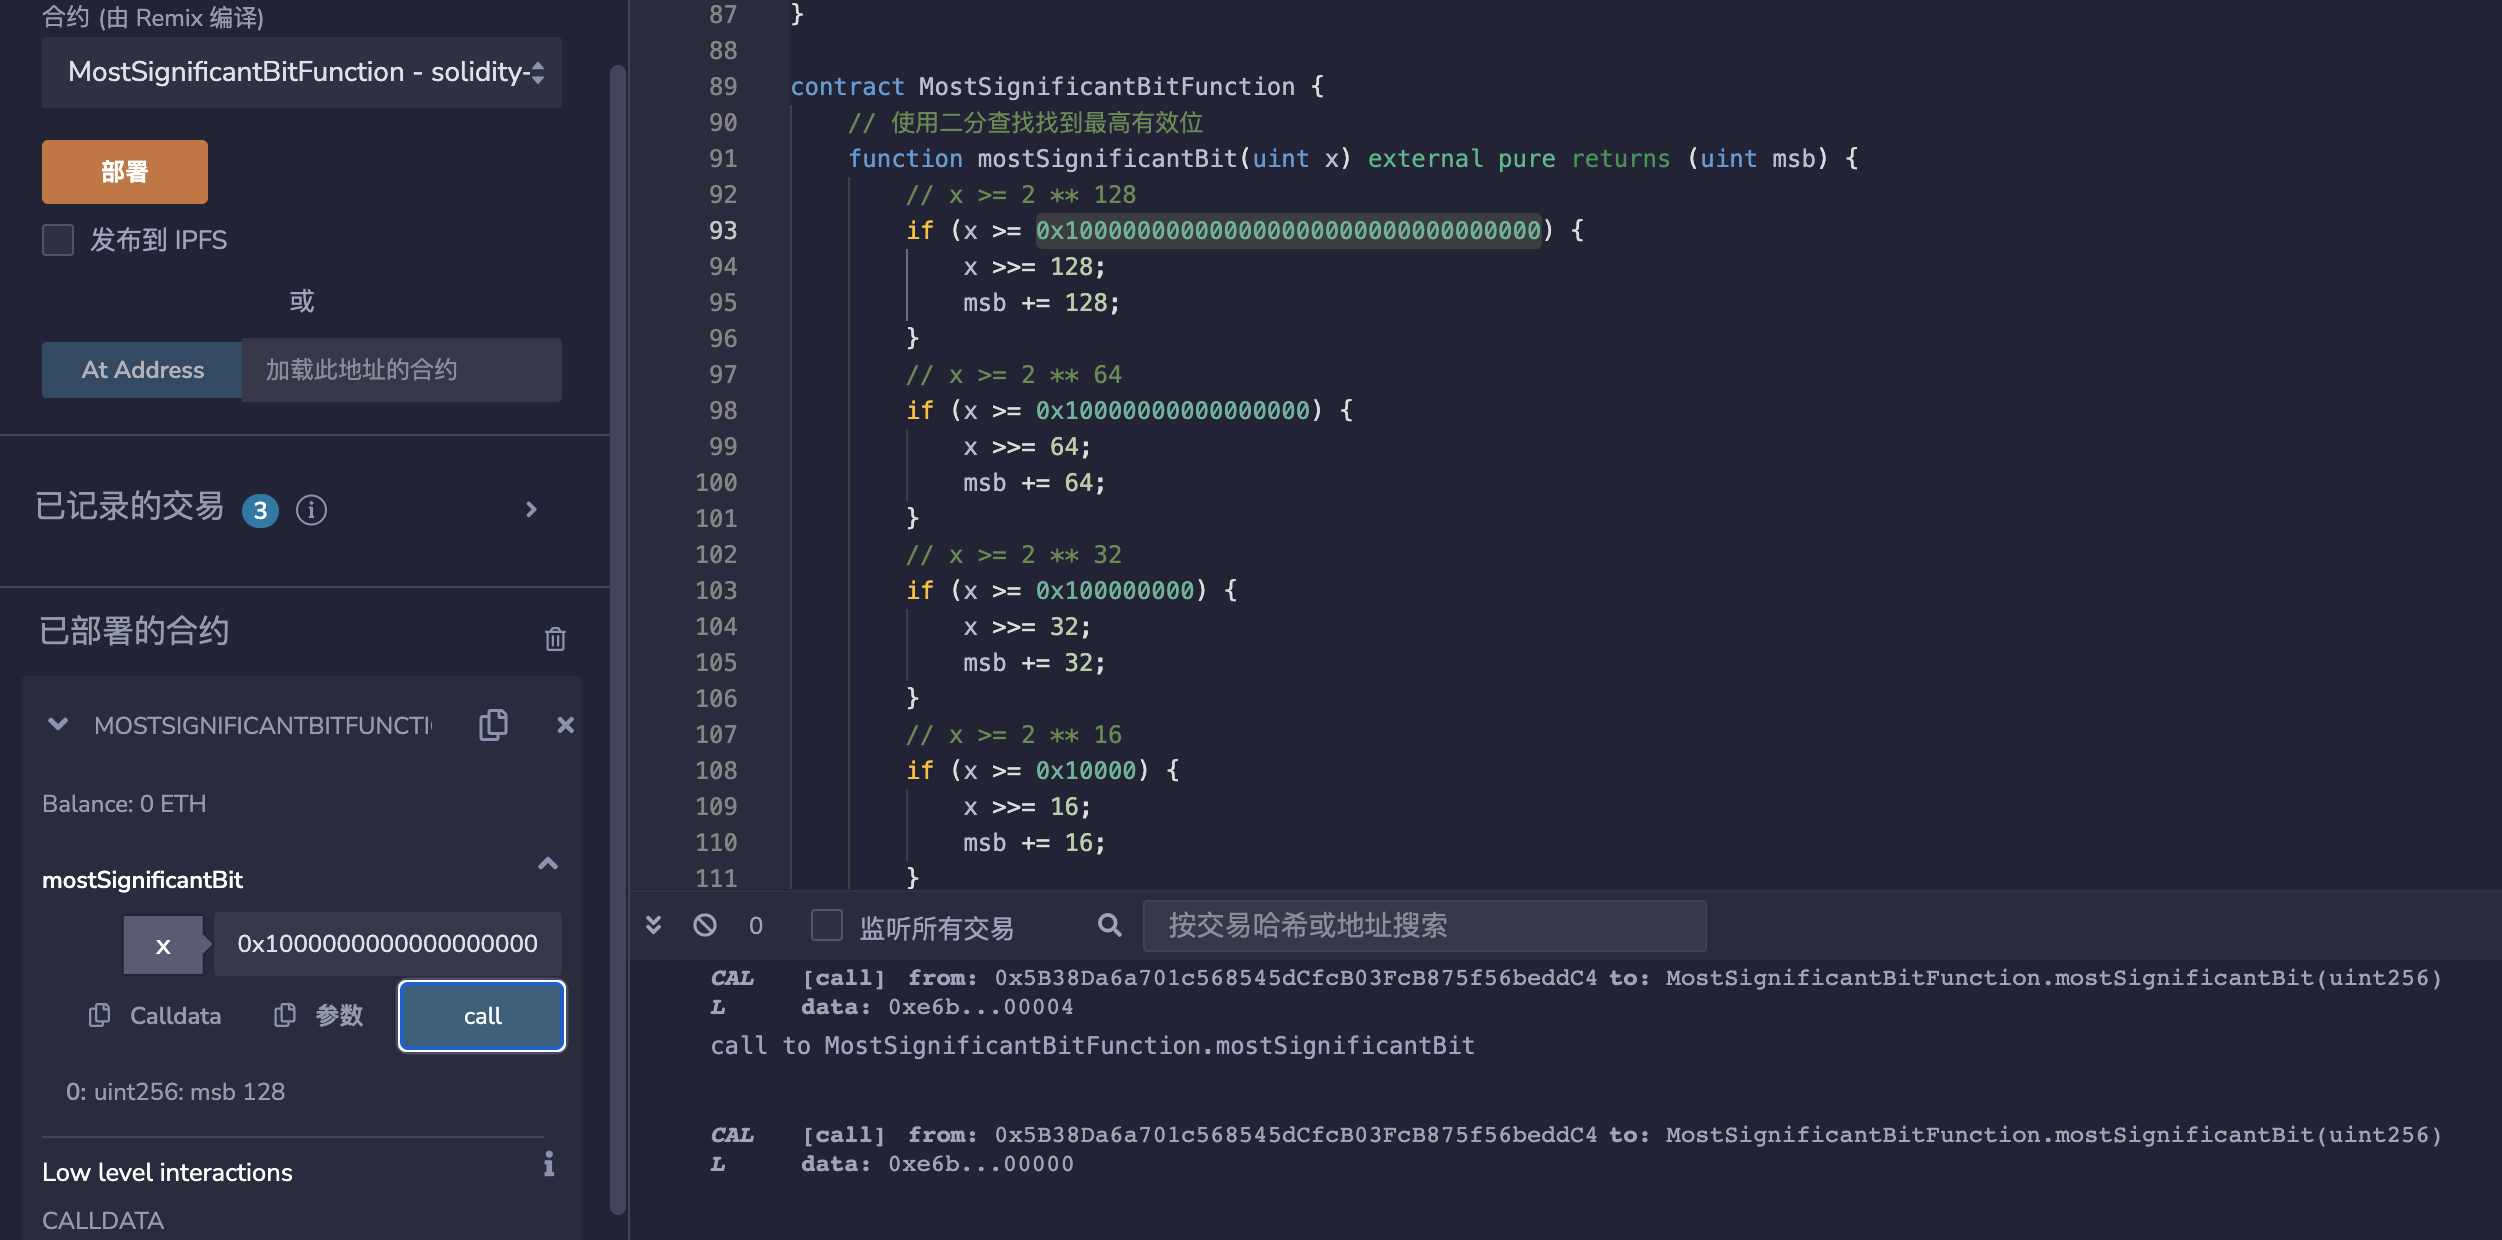 合约 (由 Remix 编译)
MostSignificantBitFunction - solidity-
部署
发布到 IPFS
或
At Address 加载此地址的合约
已记录的交易 3
已部署的合约
MOSTSIGNIFICANTBITFUNCTI
Balance: 0 ETH
mostSignificantBit
x 0x1000000000000000000
Calldata 参数 call
0: uint256: msb 128
Low level interactions
CALLDATA
87 }
88
89 contract MostSignificantBitFunction {
90 // 使用二分查找找到最高有效位
91 function mostSignificantBit(uint x) external pure returns (uint msb) {
92 // x >= 2 ** 128
93 if (x >= 0x100000000000000000000000000000000) {
94 x >>= 128;
95 msb += 128;
96 }
97 // x >= 2 ** 64
98 if (x >= 0x10000000000000000) {
99 x >>= 64;
100 msb += 64;
101 }
102 // x >= 2 ** 32
103 if (x >= 0x100000000) {
104 x >>= 32;
105 msb += 32;
106 }
107 // x >= 2 ** 16
108 if (x >= 0x10000) {
109 x >>= 16;
110 msb += 16;
111 }
0 监听所有交易 按交易哈希或地址搜索
CAL [call] from: 0x5B38Da6a701c568545dCfcB03FcB875f56beddC4 to: MostSignificantBitFunction.mostSignificantBit(uint256)
L data: 0xe6b...00004
call to MostSignificantBitFunction.mostSignificantBit
CAL [call] from: 0x5B38Da6a701c568545dCfcB03FcB875f56beddC4 to: MostSignificantBitFunction.mostSignificantBit(uint256)
L data: 0xe6b...00000